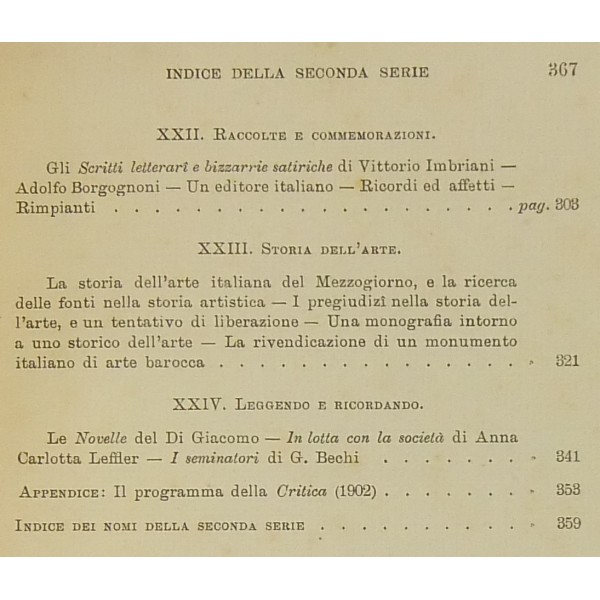 INDICE DELLA SECONDA SERIE 367
XXII. RACCOLTE E COMMEMORAZIONI.
Gli Scritti letterarî e bizzarrie satiriche di Vittorio Imbriani —
Adolfo Borgognoni — Un editore italiano — Ricordi ed affetti —
Rimpianti . . . . . . . . . . . . . . . . . . . pag. 303
XXIII. STORIA DELL'ARTE.
La storia dell'arte italiana del Mezzogiorno, e la ricerca
delle fonti nella storia artistica — I pregiudizî nella storia del-
l'arte, e un tentativo di liberazione — Una monografia intorno
a uno storico dell'arte — La rivendicazione di un monumento
italiano di arte barocca . . . . . . . . . . . . . » 321
XXIV. LEGGENDO E RICORDANDO.
Le Novelle del Di Giacomo — In lotta con la società di Anna
Carlotta Leffler — I seminatori di G. Bechi . . . . . . » 341
APPENDICE: Il programma della Critica (1902) . . . . . . » 353
INDICE DEI NOMI DELLA SECONDA SERIE . . . . . . . . . » 359